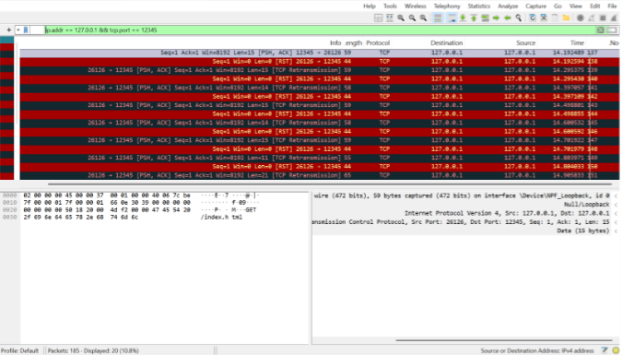 Help Tools Wireless Telephony Statistics Analyze Capture Go View Edit File
ip.addr == 127.0.0.1 && tcp.port == 12345
Info Length Protocol Destination Source Time No.
Seq=1 Ack=1 Win=8192 Len=15 [PSH, ACK] 12345 → 26126 59 TCP 127.0.0.1 127.0.0.1 14.192489 137
Seq=1 Win=0 Len=0 [RST] 26126 → 12345 44 TCP 127.0.0.1 127.0.0.1 14.192594 138
26126 → 12345 [PSH, ACK] Seq=1 Ack=1 Win=8192 Len=15 [TCP Retransmission] 59 TCP 127.0.0.1 127.0.0.1 14.295375 139
Seq=1 Win=0 Len=0 [RST] 26126 → 12345 44 TCP 127.0.0.1 127.0.0.1 14.295430 140
26126 → 12345 [PSH, ACK] Seq=1 Ack=1 Win=8192 Len=14 [TCP Retransmission] 58 TCP 127.0.0.1 127.0.0.1 14.397057 141
Seq=1 Win=0 Len=0 [RST] 26126 → 12345 44 TCP 127.0.0.1 127.0.0.1 14.397109 142
26126 → 12345 [PSH, ACK] Seq=1 Ack=1 Win=8192 Len=15 [TCP Retransmission] 59 TCP 127.0.0.1 127.0.0.1 14.498801 143
Seq=1 Win=0 Len=0 [RST] 26126 → 12345 44 TCP 127.0.0.1 127.0.0.1 14.498855 144
26126 → 12345 [PSH, ACK] Seq=1 Ack=1 Win=8192 Len=14 [TCP Retransmission] 58 TCP 127.0.0.1 127.0.0.1 14.600532 145
Seq=1 Win=0 Len=0 [RST] 26126 → 12345 44 TCP 127.0.0.1 127.0.0.1 14.600592 146
26126 → 12345 [PSH, ACK] Seq=1 Ack=1 Win=8192 Len=15 [TCP Retransmission] 59 TCP 127.0.0.1 127.0.0.1 14.701922 147
Seq=1 Win=0 Len=0 [RST] 26126 → 12345 44 TCP 127.0.0.1 127.0.0.1 14.701979 148
26126 → 12345 [PSH, ACK] Seq=1 Ack=1 Win=8192 Len=11 [TCP Retransmission] 55 TCP 127.0.0.1 127.0.0.1 14.803971 149
Seq=1 Win=0 Len=0 [RST] 26126 → 12345 44 TCP 127.0.0.1 127.0.0.1 14.804033 150
26126 → 12345 [PSH, ACK] Seq=1 Ack=1 Win=8192 Len=21 [TCP Retransmission] 65 TCP 127.0.0.1 127.0.0.1 14.905033 151
0000 02 00 00 00 45 00 00 37 00 01 00 00 40 06 7c ba ····E··7 ····@·|·
0010 7f 00 00 01 7f 00 00 01 66 0e 30 39 00 00 00 00 ········ f·09····
0020 00 00 00 00 50 18 20 00 4d f2 00 00 47 45 54 20 ····P· · M···GET
0030 2f 69 6e 64 65 78 2e 68 74 6d 6c /index.h tml
wire (472 bits), 59 bytes captured (472 bits) on interface \Device\NPF_Loopback, id 0
Null/Loopback
Internet Protocol Version 4, Src: 127.0.0.1, Dst: 127.0.0.1
nsmission Control Protocol, Src Port: 26126, Dst Port: 12345, Seq: 1, Ack: 1, Len: 15
Data (15 bytes)
Profile: Default Packets: 185 · Displayed: 20 (10.8%) Source or Destination Address: IPv4 address